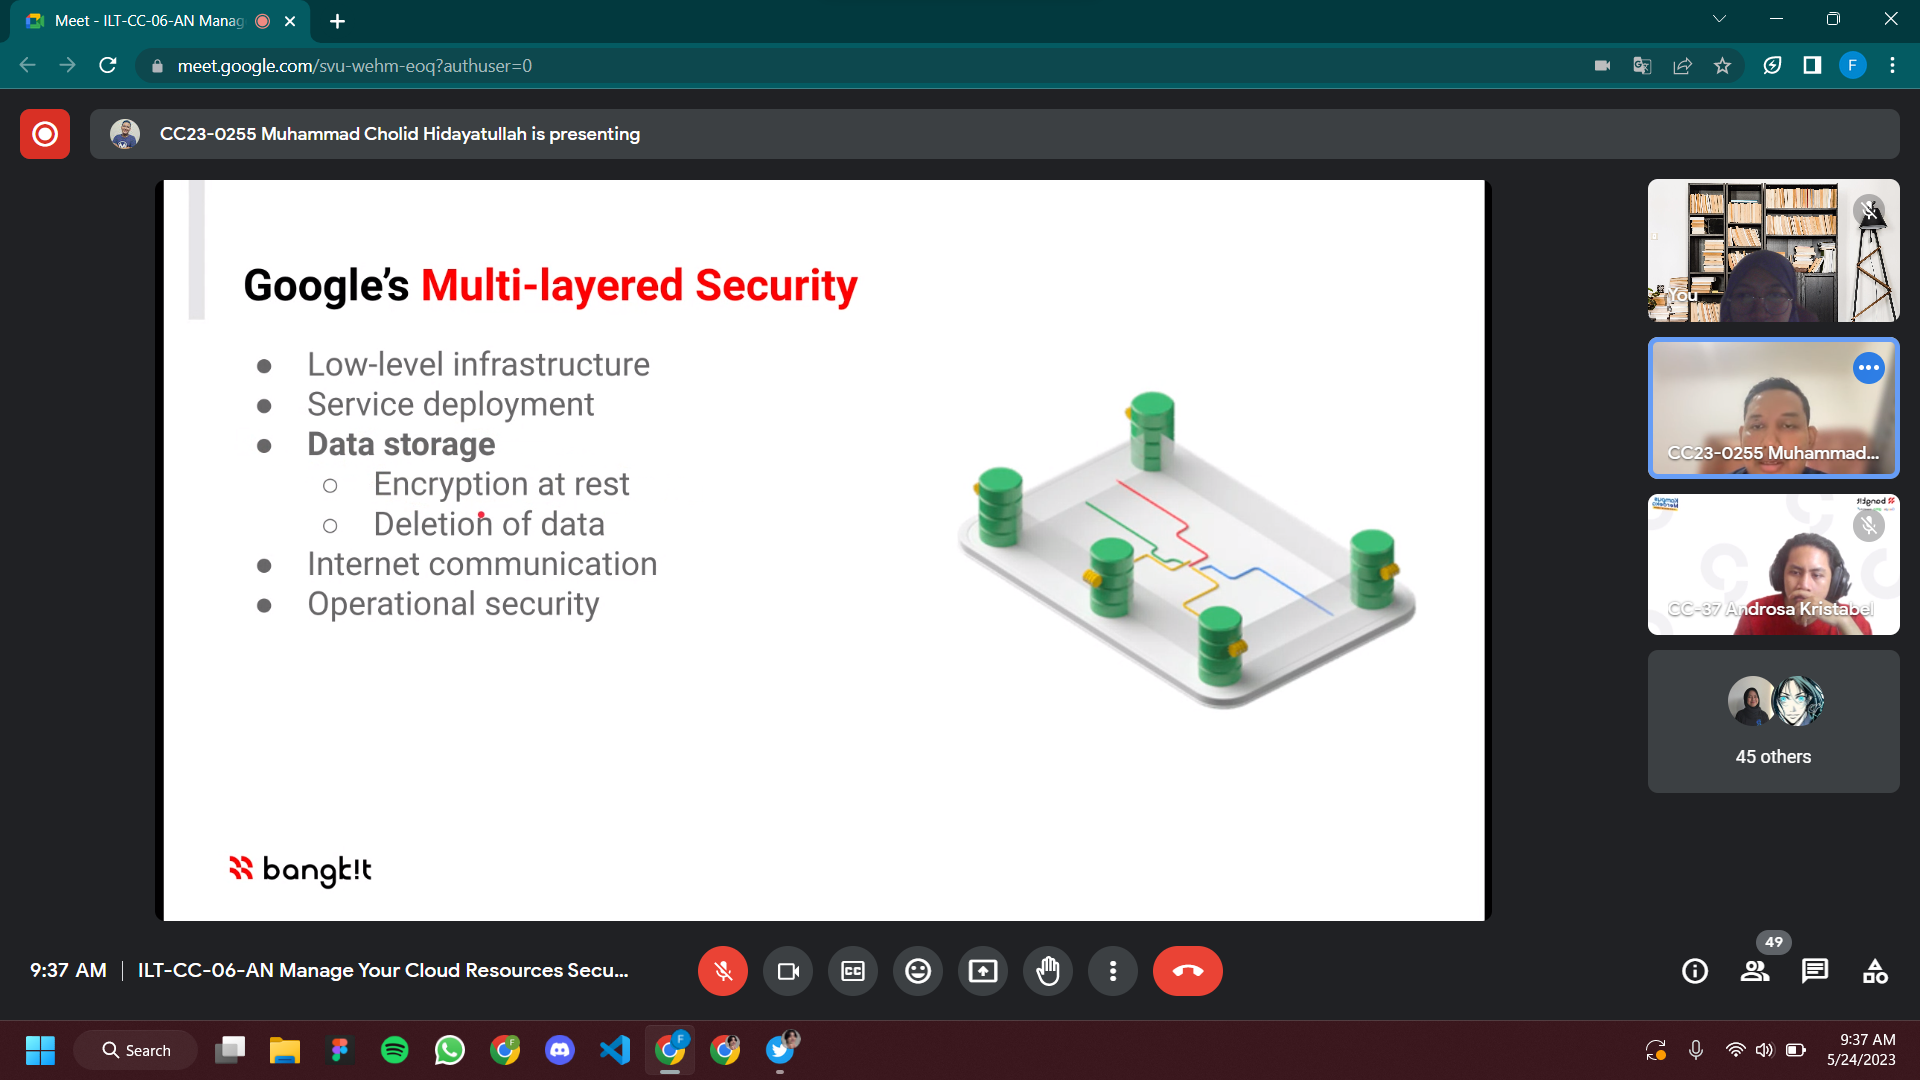 Meet - ILT-CC-06-AN Manag
meet.google.com/svu-wehm-eoq?authuser=0
F
CC23-0255 Muhammad Cholid Hidayatullah is presenting
Google's Multi-layered Security
● Low-level infrastructure
● Service deployment
● Data storage
○ Encryption at rest
○ Deletion of data
● Internet communication
● Operational security
bangk!t
You
CC23-0255 Muhammad...
bangk!t
CC-37 Androsa Kristabel
45 others
9:37 AM | ILT-CC-06-AN Manage Your Cloud Resources Secu...
CC
49
Search
F
F
9:37 AM
5/24/2023